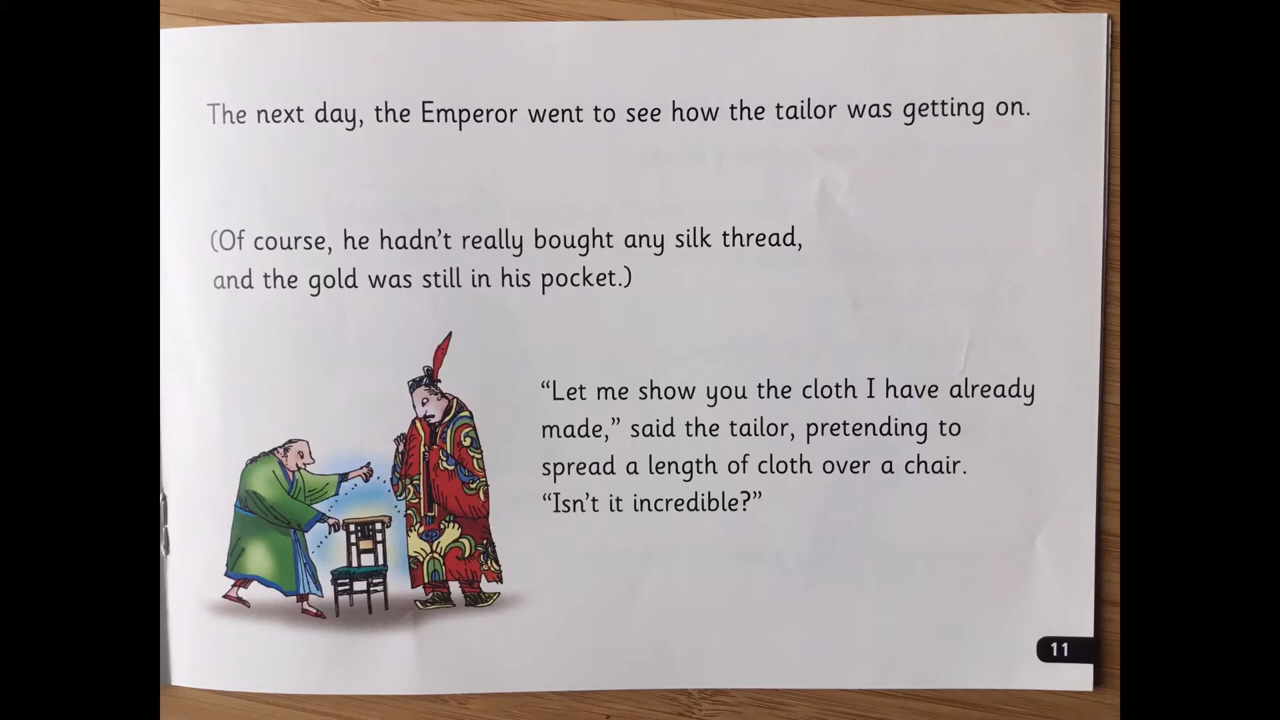 The next day, the Emperor went to see how the tailor was getting on.
(Of course, he hadn’t really bought any silk thread,
and the gold was still in his pocket.)
“Let me show you the cloth I have already
made,” said the tailor, pretending to
spread a length of cloth over a chair.
“Isn’t it incredible?”
11